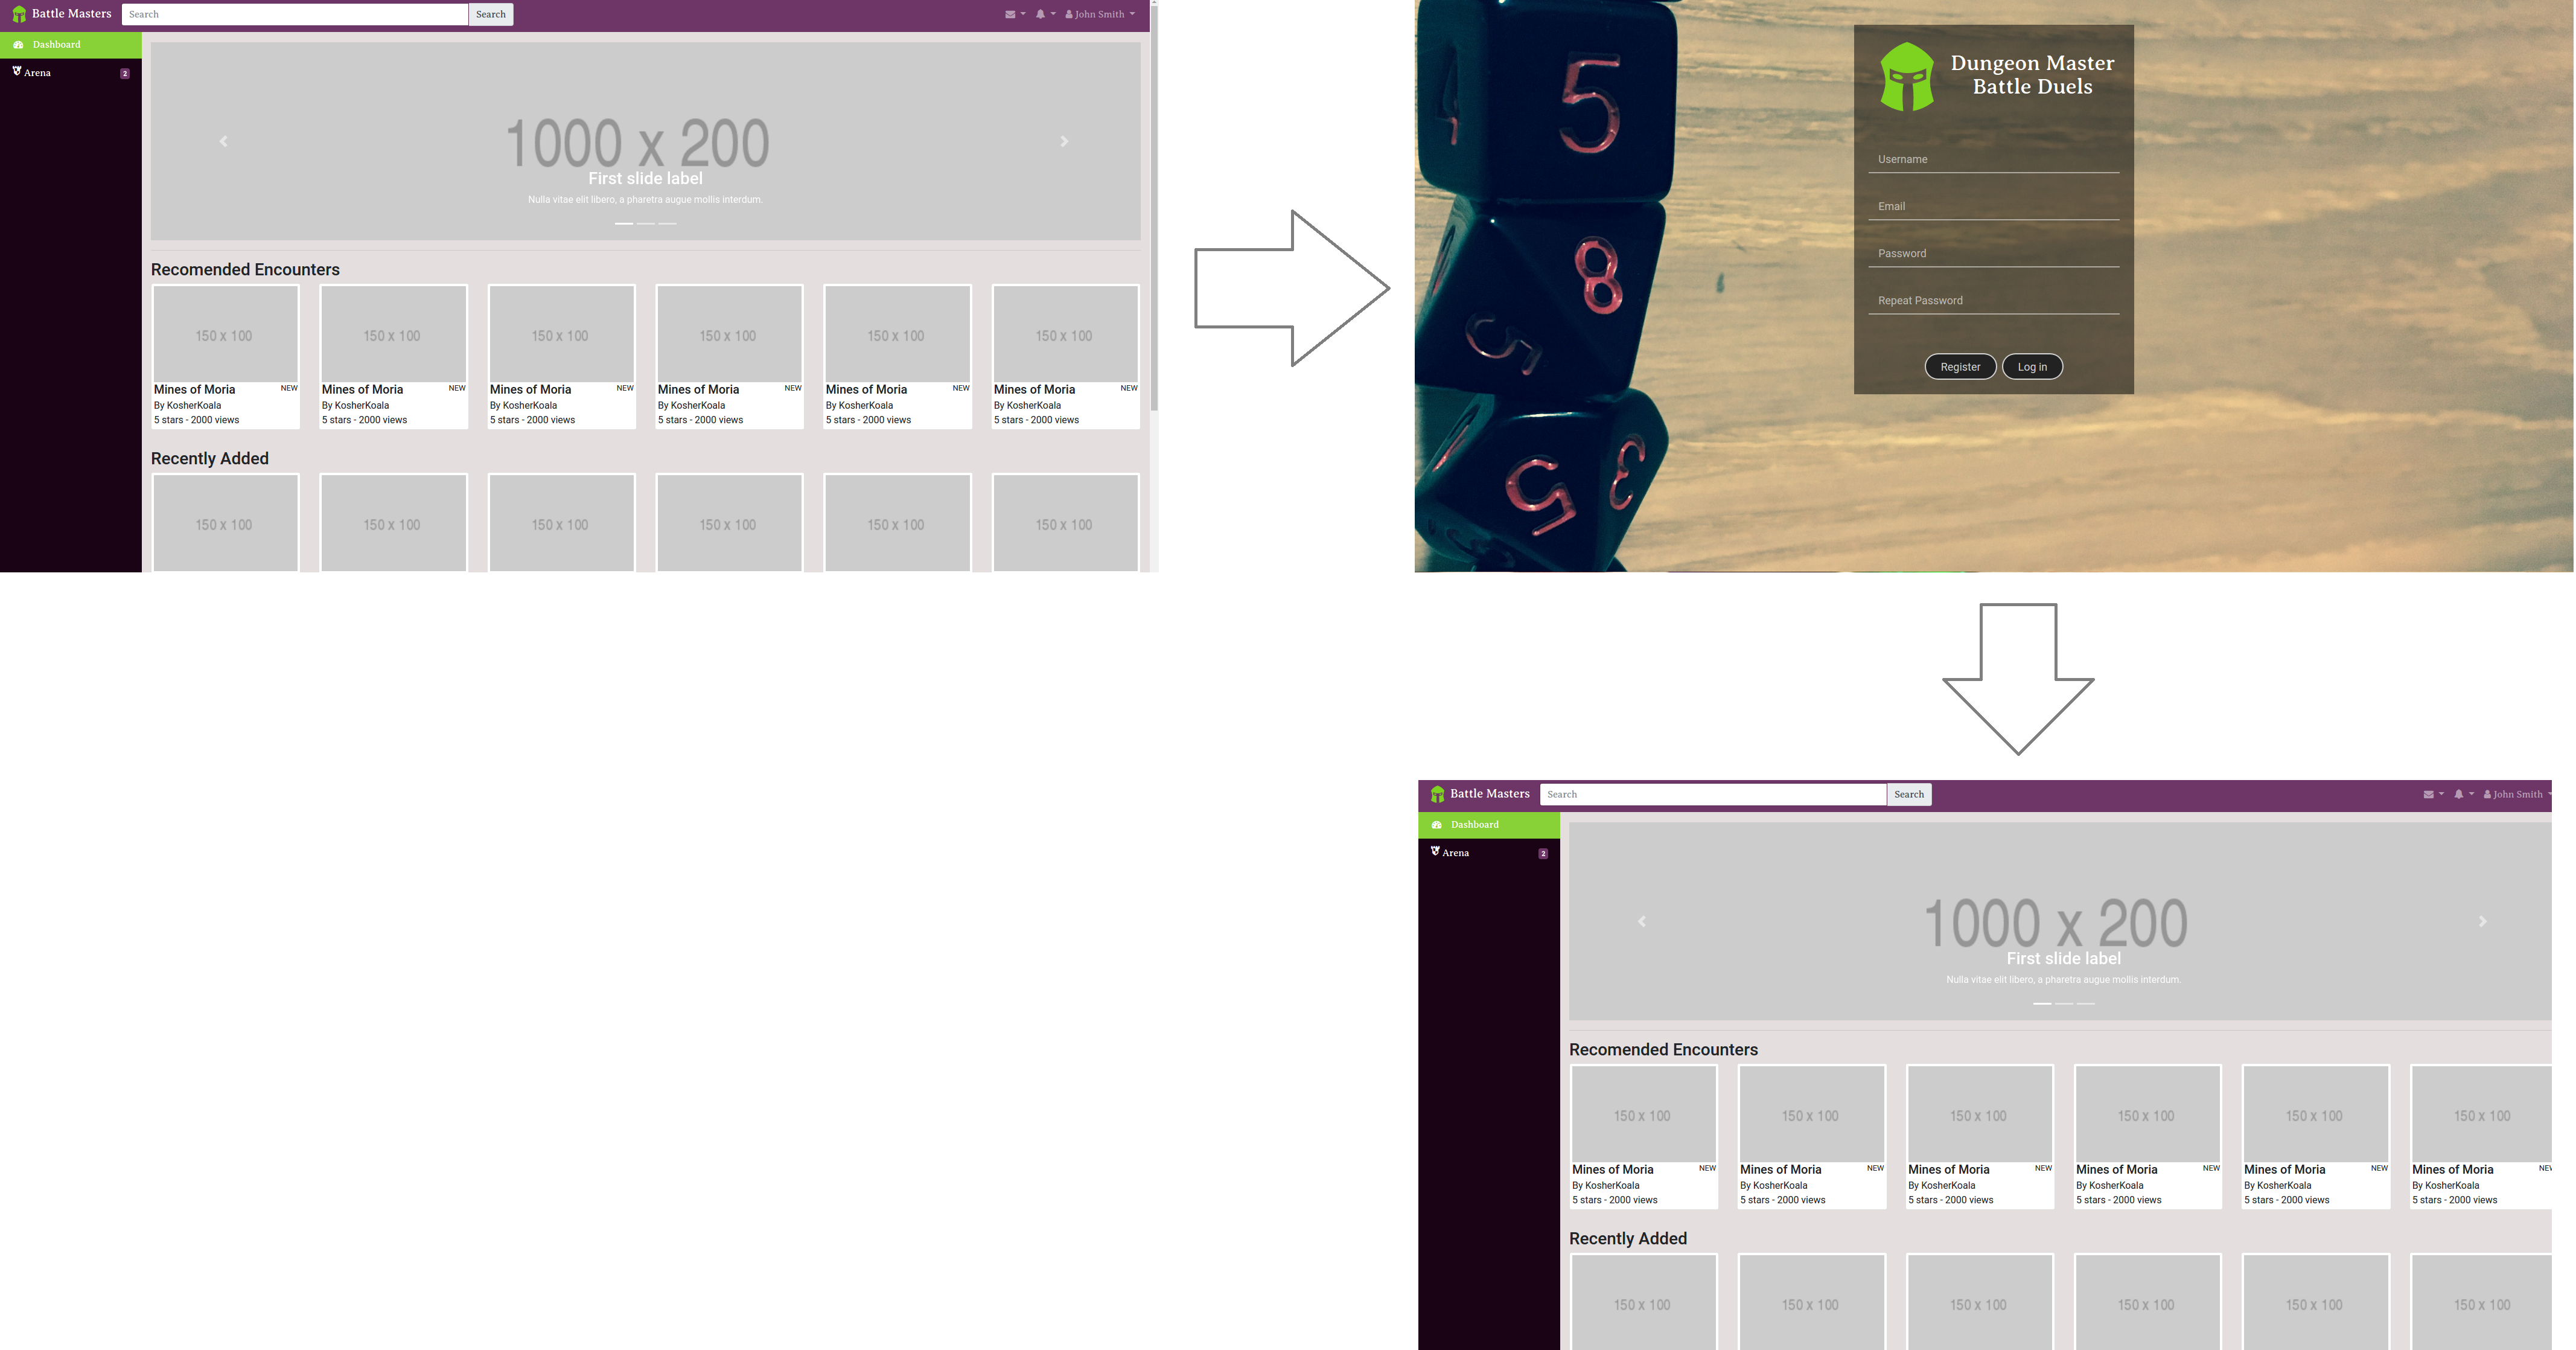 Battle Masters
Search
Search
John Smith
Dashboard
Arena
2
1000 x 200
First slide label
Nulla vitae elit libero, a pharetra augue mollis interdum.
Recomended Encounters
150 x 100
150 x 100
150 x 100
150 x 100
150 x 100
150 x 100
Mines of Moria NEW
By KosherKoala
5 stars - 2000 views
Mines of Moria NEW
By KosherKoala
5 stars - 2000 views
Mines of Moria NEW
By KosherKoala
5 stars - 2000 views
Mines of Moria NEW
By KosherKoala
5 stars - 2000 views
Mines of Moria NEW
By KosherKoala
5 stars - 2000 views
Mines of Moria NEW
By KosherKoala
5 stars - 2000 views
Recently Added
150 x 100
150 x 100
150 x 100
150 x 100
150 x 100
150 x 100
5
8
5
5
3
Dungeon Master
Battle Duels
Username
Email
Password
Repeat Password
Register
Log in
Battle Masters
Search
Search
John Smith
Dashboard
Arena
2
1000 x 200
First slide label
Nulla vitae elit libero, a pharetra augue mollis interdum.
Recomended Encounters
150 x 100
150 x 100
150 x 100
150 x 100
150 x 100
150 x 100
Mines of Moria NEW
By KosherKoala
5 stars - 2000 views
Mines of Moria NEW
By KosherKoala
5 stars - 2000 views
Mines of Moria NEW
By KosherKoala
5 stars - 2000 views
Mines of Moria NEW
By KosherKoala
5 stars - 2000 views
Mines of Moria NEW
By KosherKoala
5 stars - 2000 views
Mines of Moria
By KosherKoala
5 stars - 2000 views
Recently Added
150 x 100
150 x 100
150 x 100
150 x 100
150 x 100
150 x 100